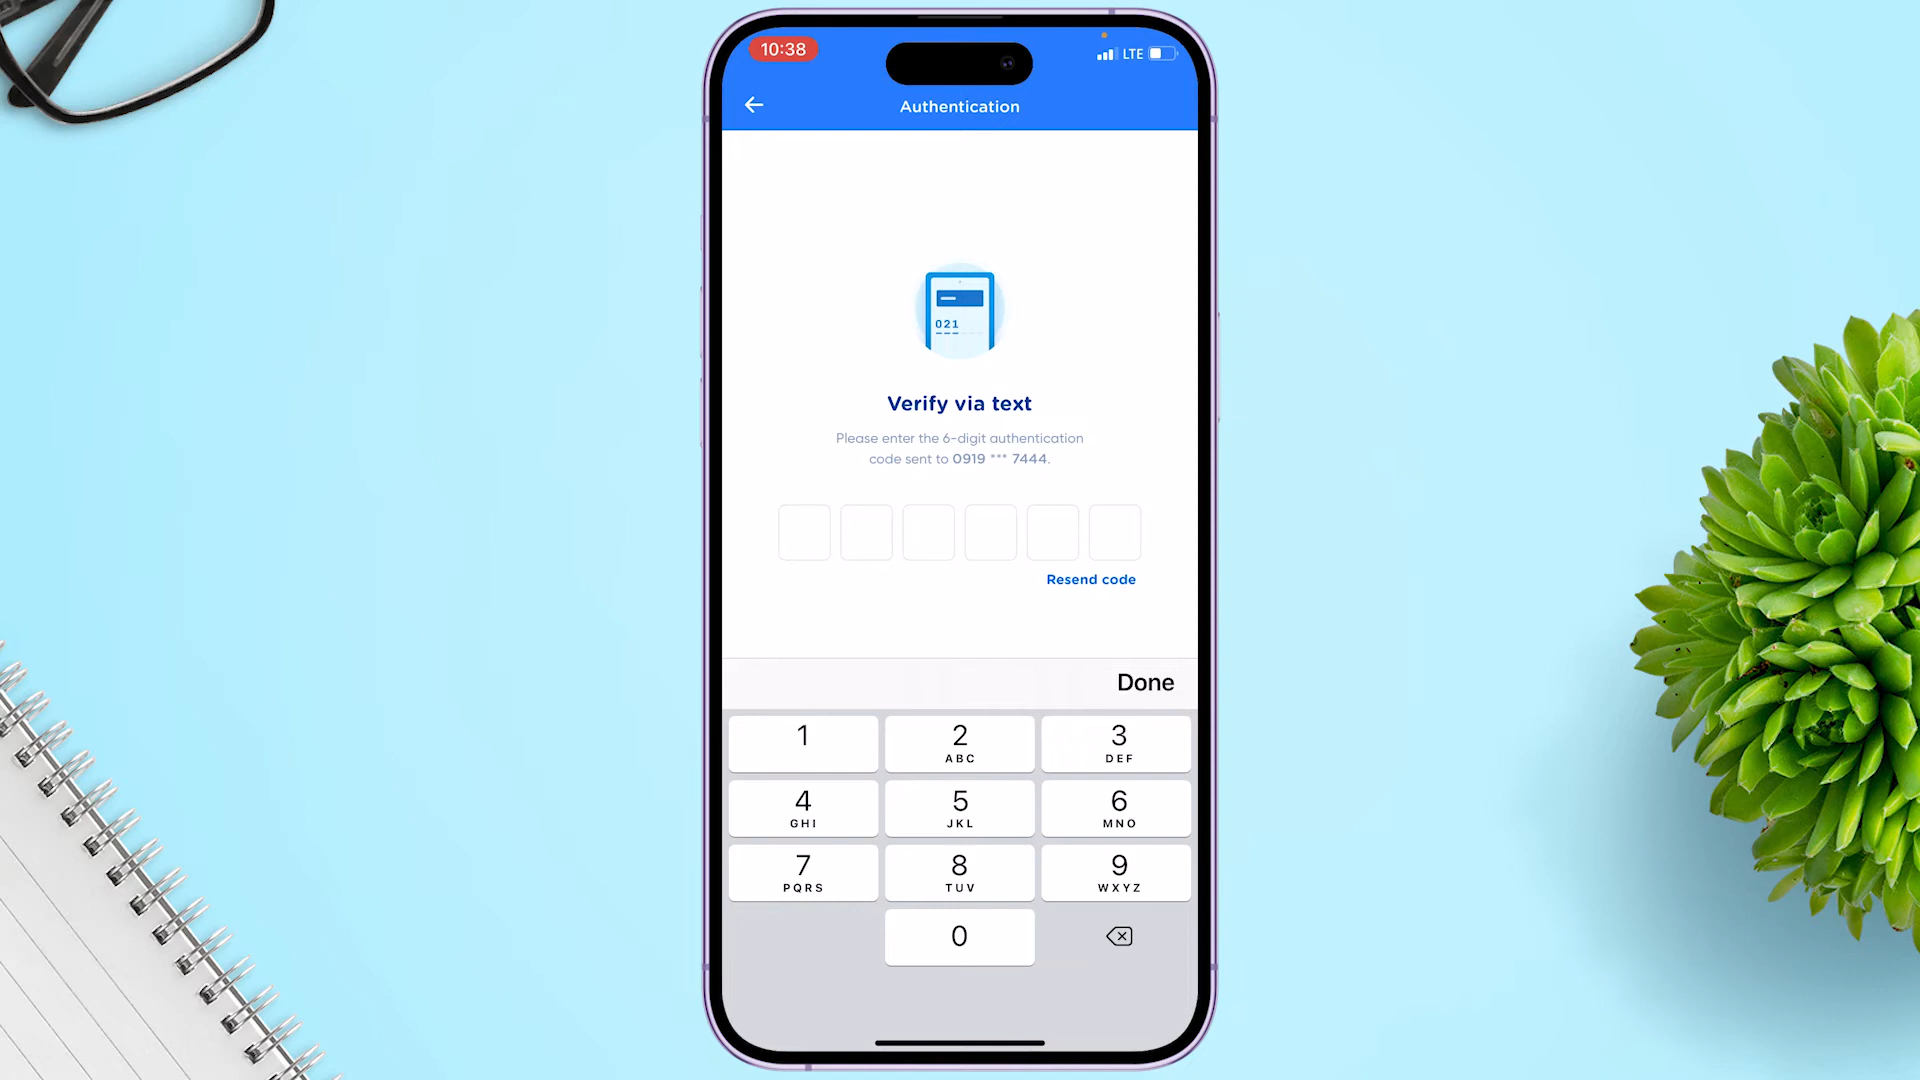 10:38
LTE
Authentication
021
Verify via text
Please enter the 6-digit authentication
code sent to 0919 *** 7444.
Resend code
Done
1
2
ABC
3
DEF
4
GHI
5
JKL
6
MNO
7
PQRS
8
TUV
9
WXYZ
0